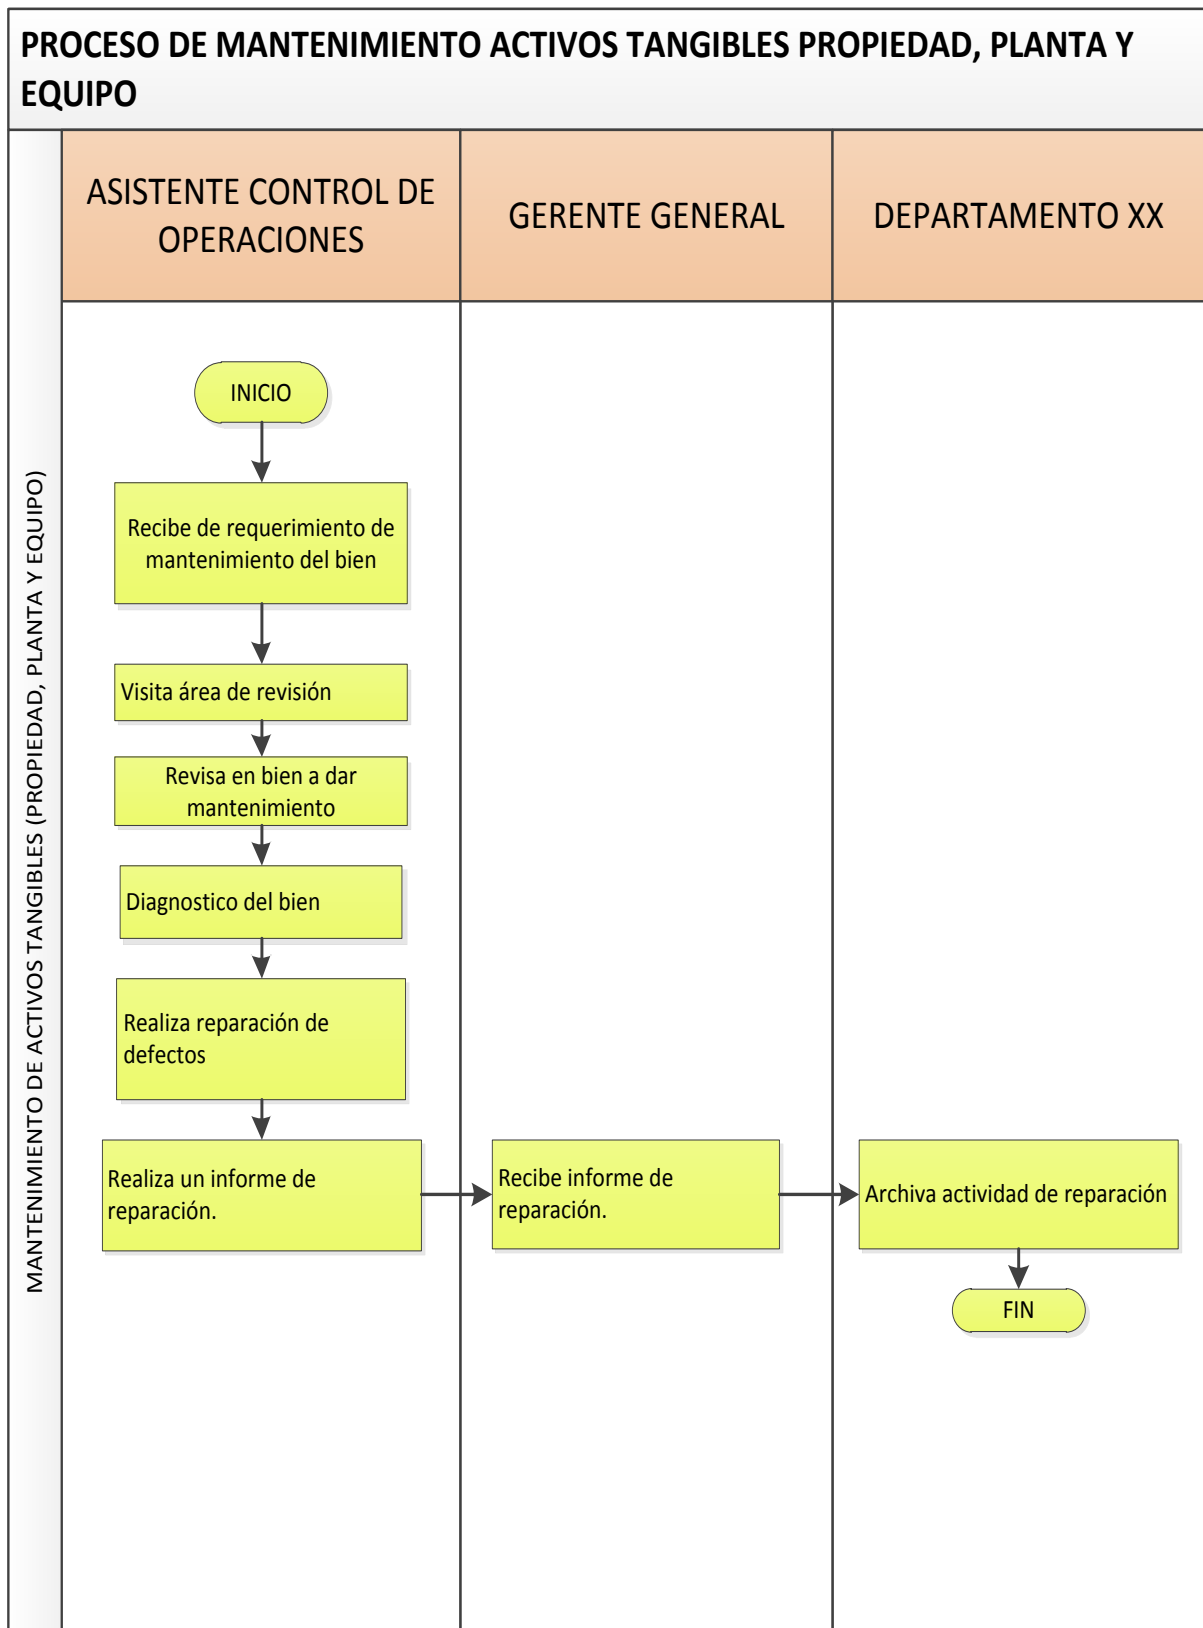 PROCESO DE MANTENIMIENTO ACTIVOS TANGIBLES PROPIEDAD, PLANTA Y
EQUIPO
ASISTENTE CONTROL DE
OPERACIONES
GERENTE GENERAL
DEPARTAMENTO XX
MANTENIMIENTO DE ACTIVOS TANGIBLES (PROPIEDAD, PLANTA Y EQUIPO)
INICIO
Recibe de requerimiento de
mantenimiento del bien
Visita área de revisión
Revisa en bien a dar
mantenimiento
Diagnostico del bien
Realiza reparación de
defectos
Realiza un informe de
reparación.
Recibe informe de
reparación.
Archiva actividad de reparación
FIN